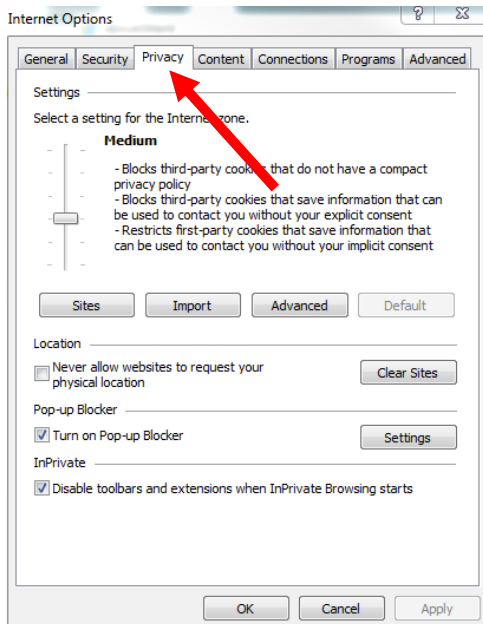 Internet Options
General Security Privacy Content Connections Programs Advanced
Settings
Select a setting for the Internet zone.
Medium
- Blocks third-party cookies that do not have a compact
privacy policy
- Blocks third-party cookies that save information that can
be used to contact you without your explicit consent
- Restricts first-party cookies that save information that
can be used to contact you without your implicit consent
Sites Import Advanced Default
Location
Never allow websites to request your
physical location
Clear Sites
Pop-up Blocker
Turn on Pop-up Blocker
Settings
InPrivate
Disable toolbars and extensions when InPrivate Browsing starts
OK Cancel Apply